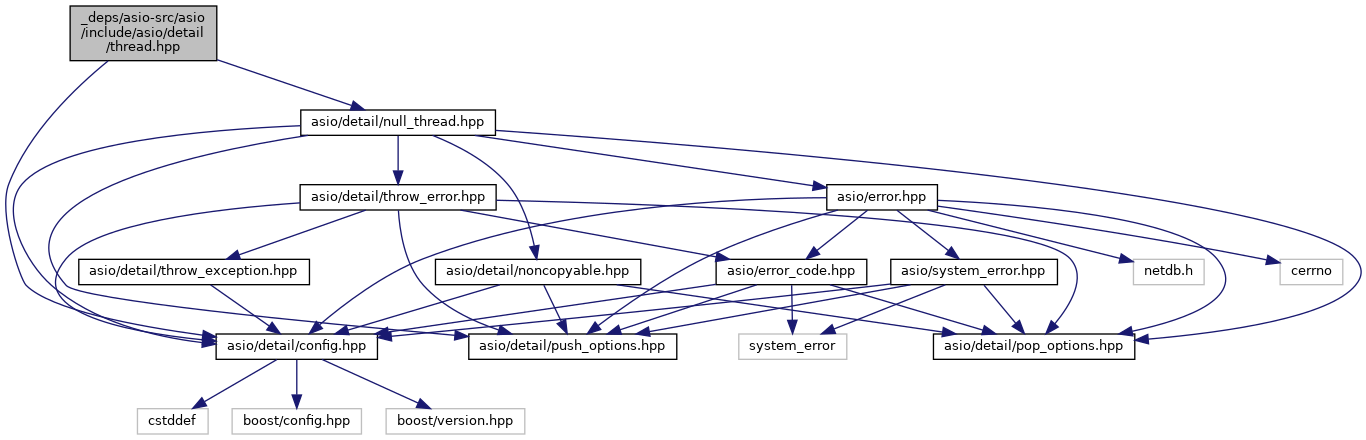 _deps/asio-src/asio
/include/asio/detail
/thread.hpp
asio/detail/null_thread.hpp
asio/detail/throw_error.hpp
asio/error.hpp
asio/detail/throw_exception.hpp
asio/detail/noncopyable.hpp
asio/error_code.hpp
asio/system_error.hpp
netdb.h
cerrno
asio/detail/config.hpp
asio/detail/push_options.hpp
system_error
asio/detail/pop_options.hpp
cstddef
boost/config.hpp
boost/version.hpp